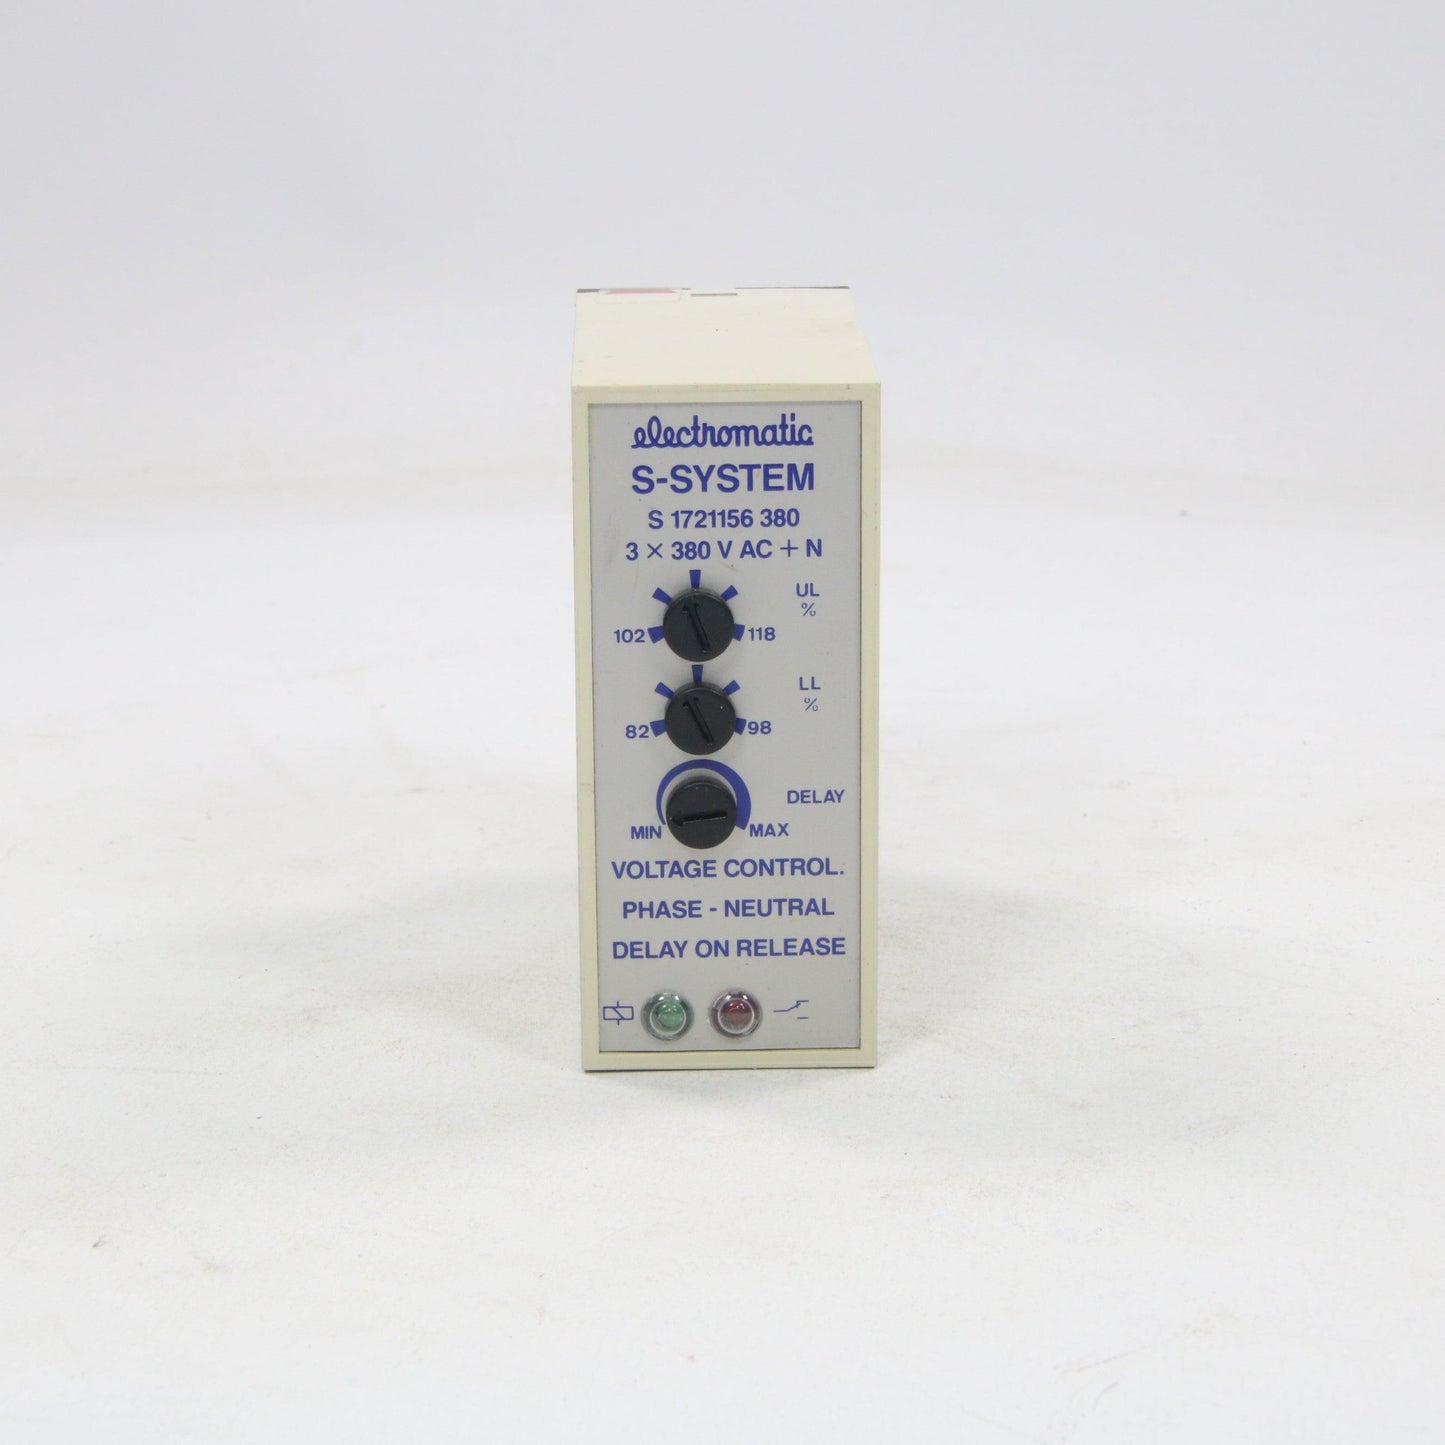 electromatic
S-SYSTEM
S 1721156 380
3 × 380 V AC + N
UL
%
102 118
LL
%
82 98
DELAY
MIN MAX
VOLTAGE CONTROL.
PHASE - NEUTRAL
DELAY ON RELEASE